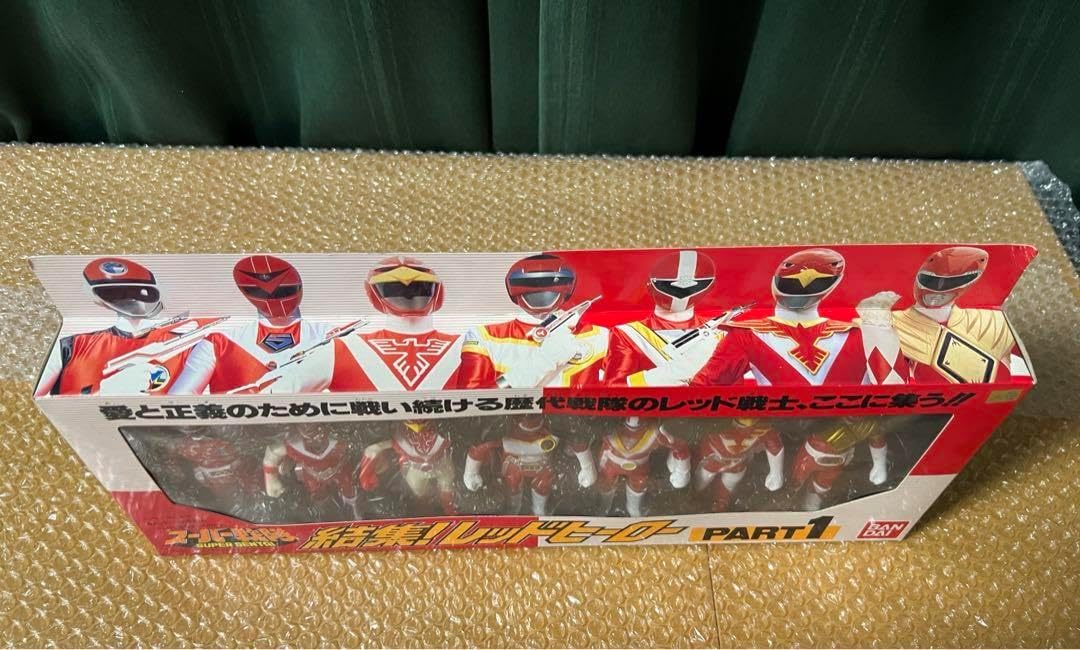 愛と正義のために戦い続ける歴代戦隊のレッド戦士、ここに集う!!
スーパー戦隊
SUPER SENTAI
結集!レッドヒーロー PART1
BAN
DAI